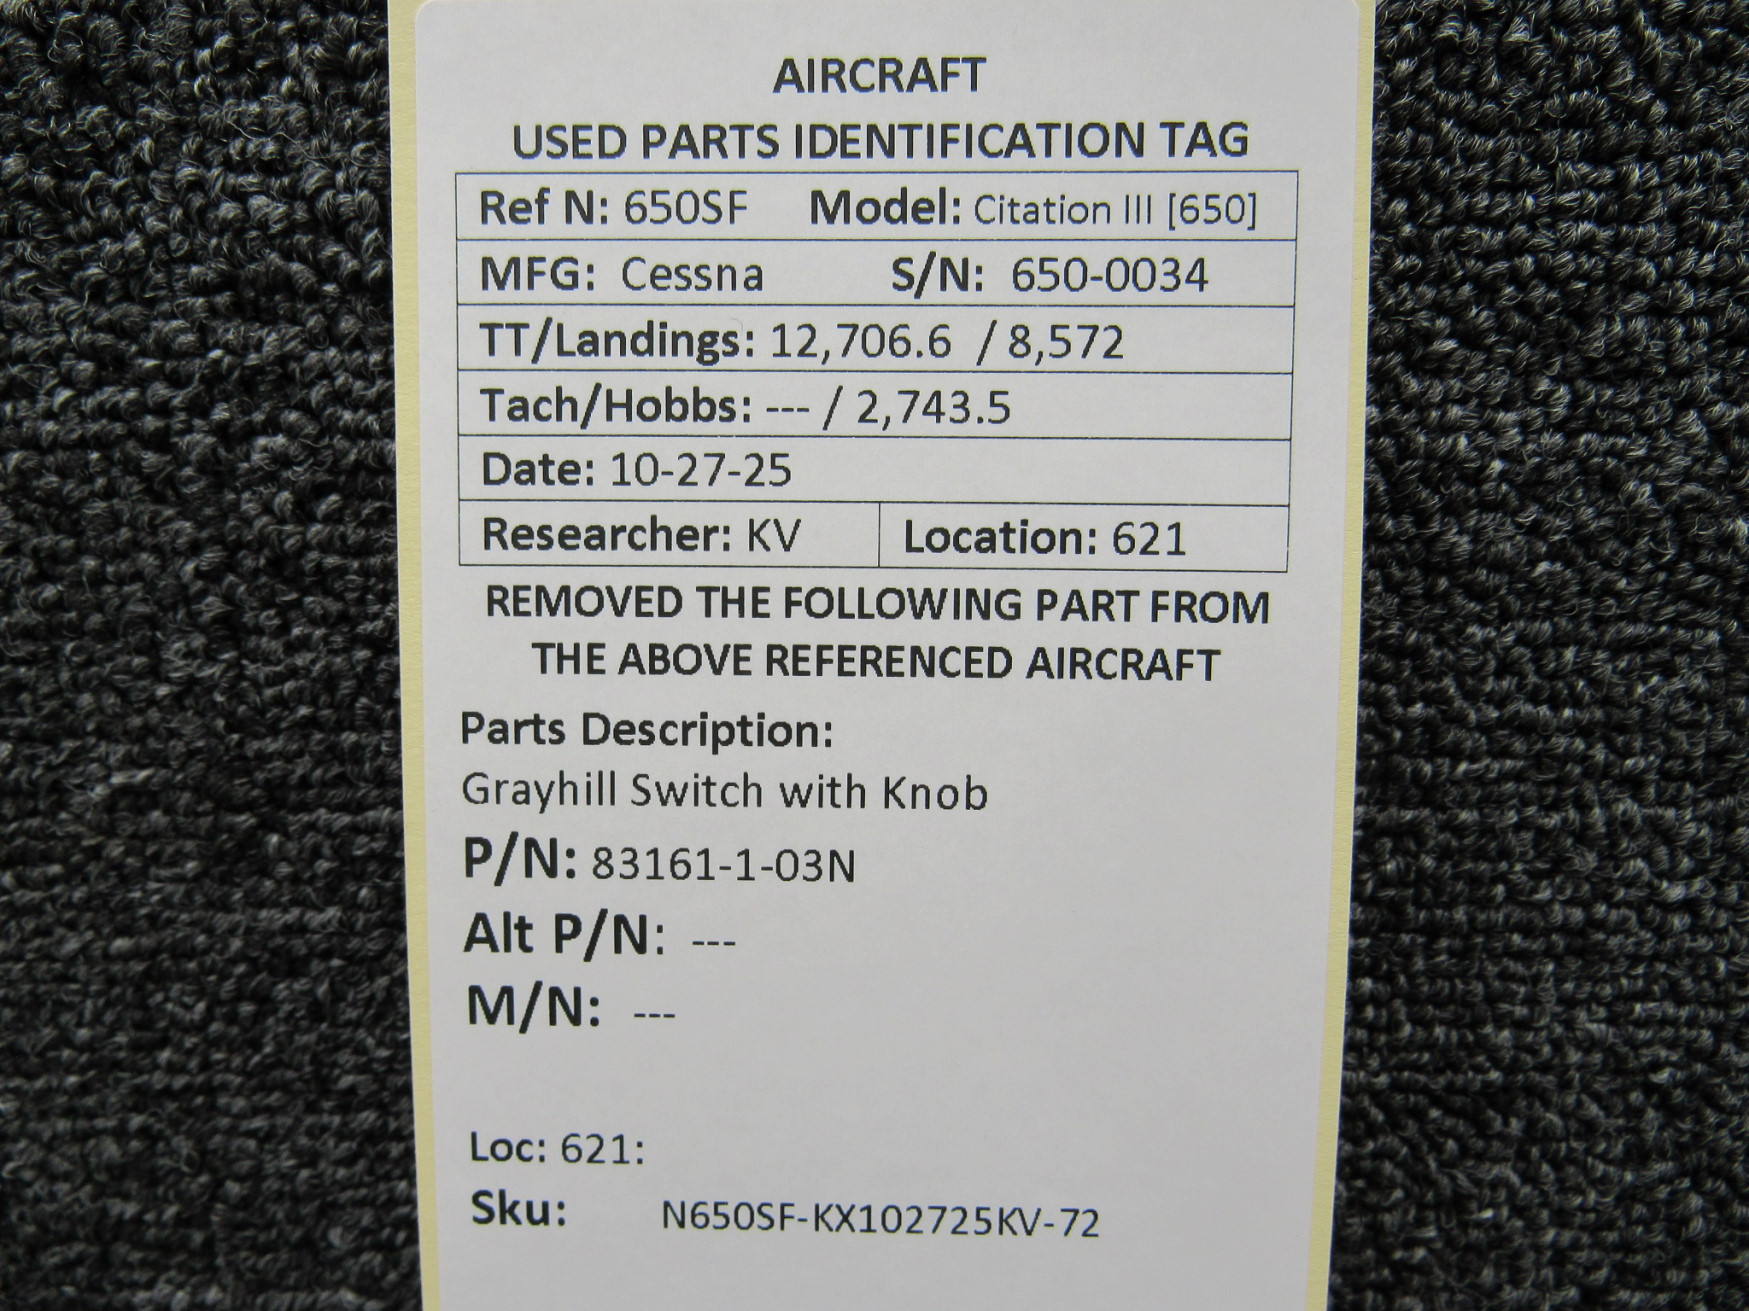 AIRCRAFT
USED PARTS IDENTIFICATION TAG
Ref N: 650SF Model: Citation III [650]
MFG: Cessna S/N: 650-0034
TT/Landings: 12,706.6 / 8,572
Tach/Hobbs: --- / 2,743.5
Date: 10-27-25
Researcher: KV Location: 621
REMOVED THE FOLLOWING PART FROM
THE ABOVE REFERENCED AIRCRAFT
Parts Description:
Grayhill Switch with Knob
P/N: 83161-1-03N
Alt P/N: ---
M/N: ---
Loc: 621:
Sku: N650SF-KX102725KV-72